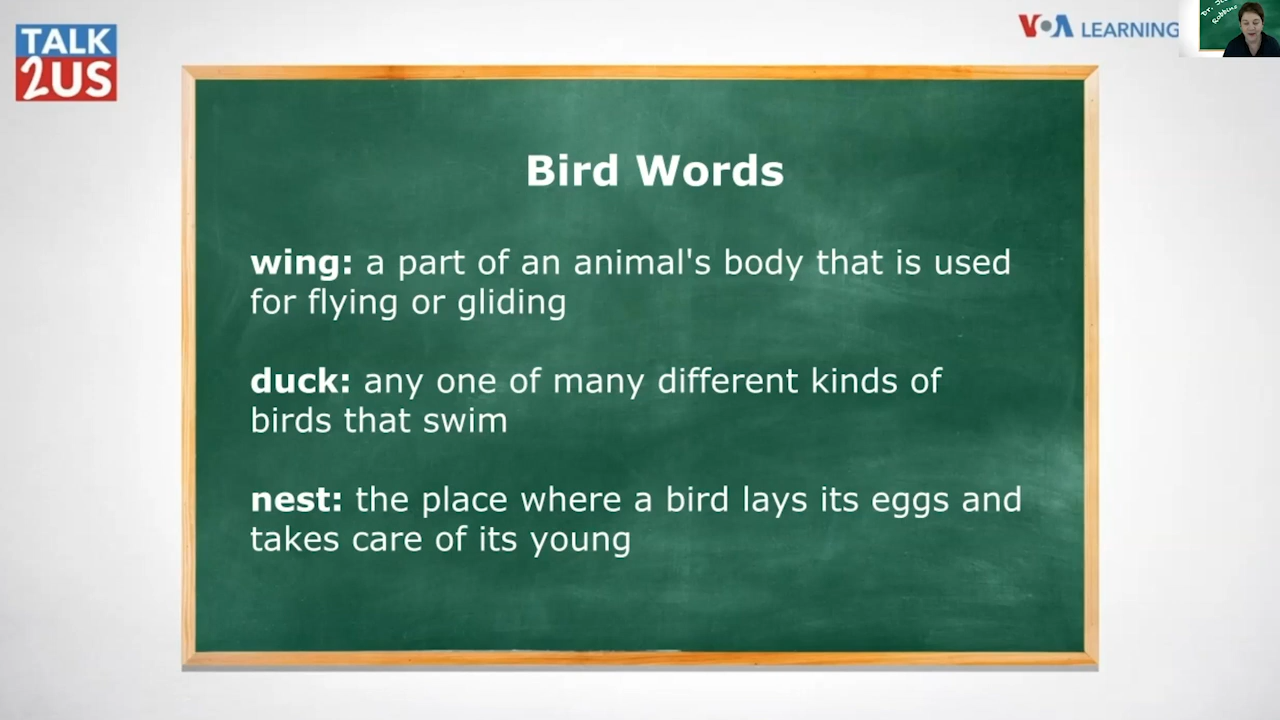 TALK
2US
VOA LEARNING
Bird Words
wing: a part of an animal's body that is used
for flying or gliding
duck: any one of many different kinds of
birds that swim
nest: the place where a bird lays its eggs and
takes care of its young
Dr.
Robbins